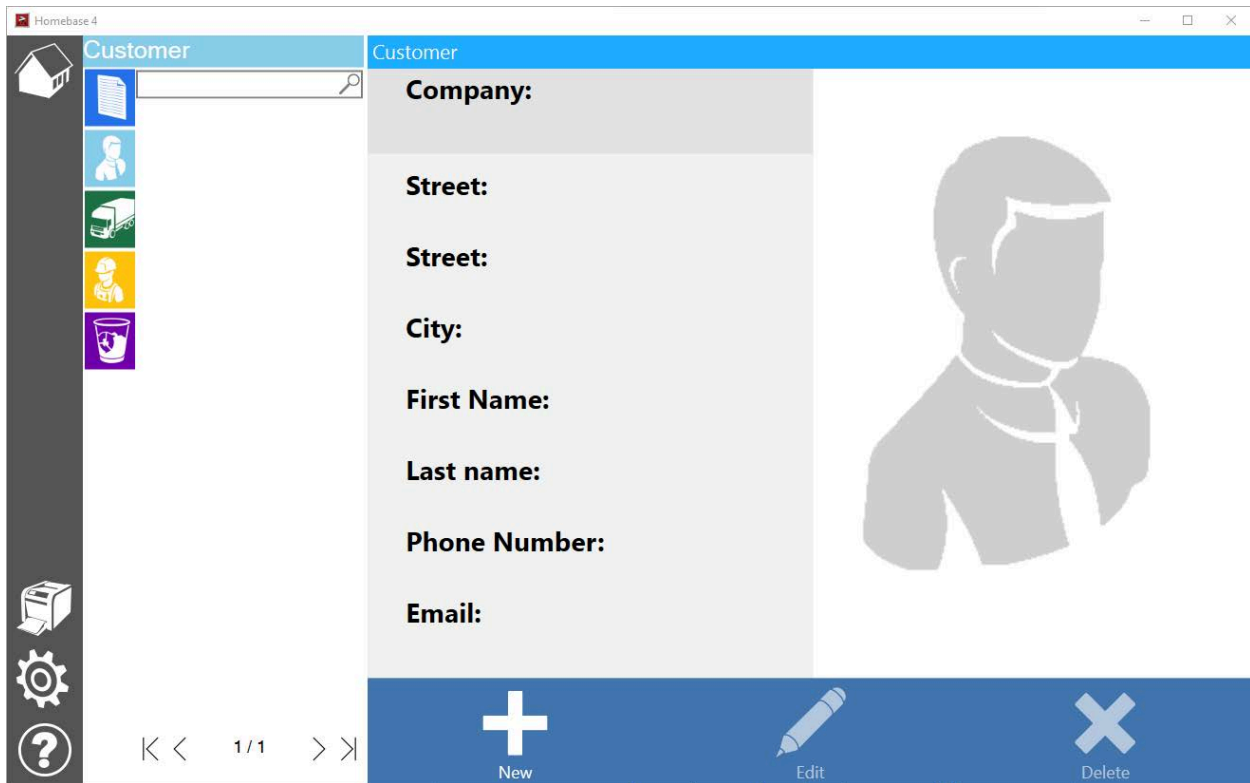 Homebase 4
Customer
Customer
Company:
Street:
Street:
City:
First Name:
Last name:
Phone Number:
Email:
1 / 1
New
Edit
Delete